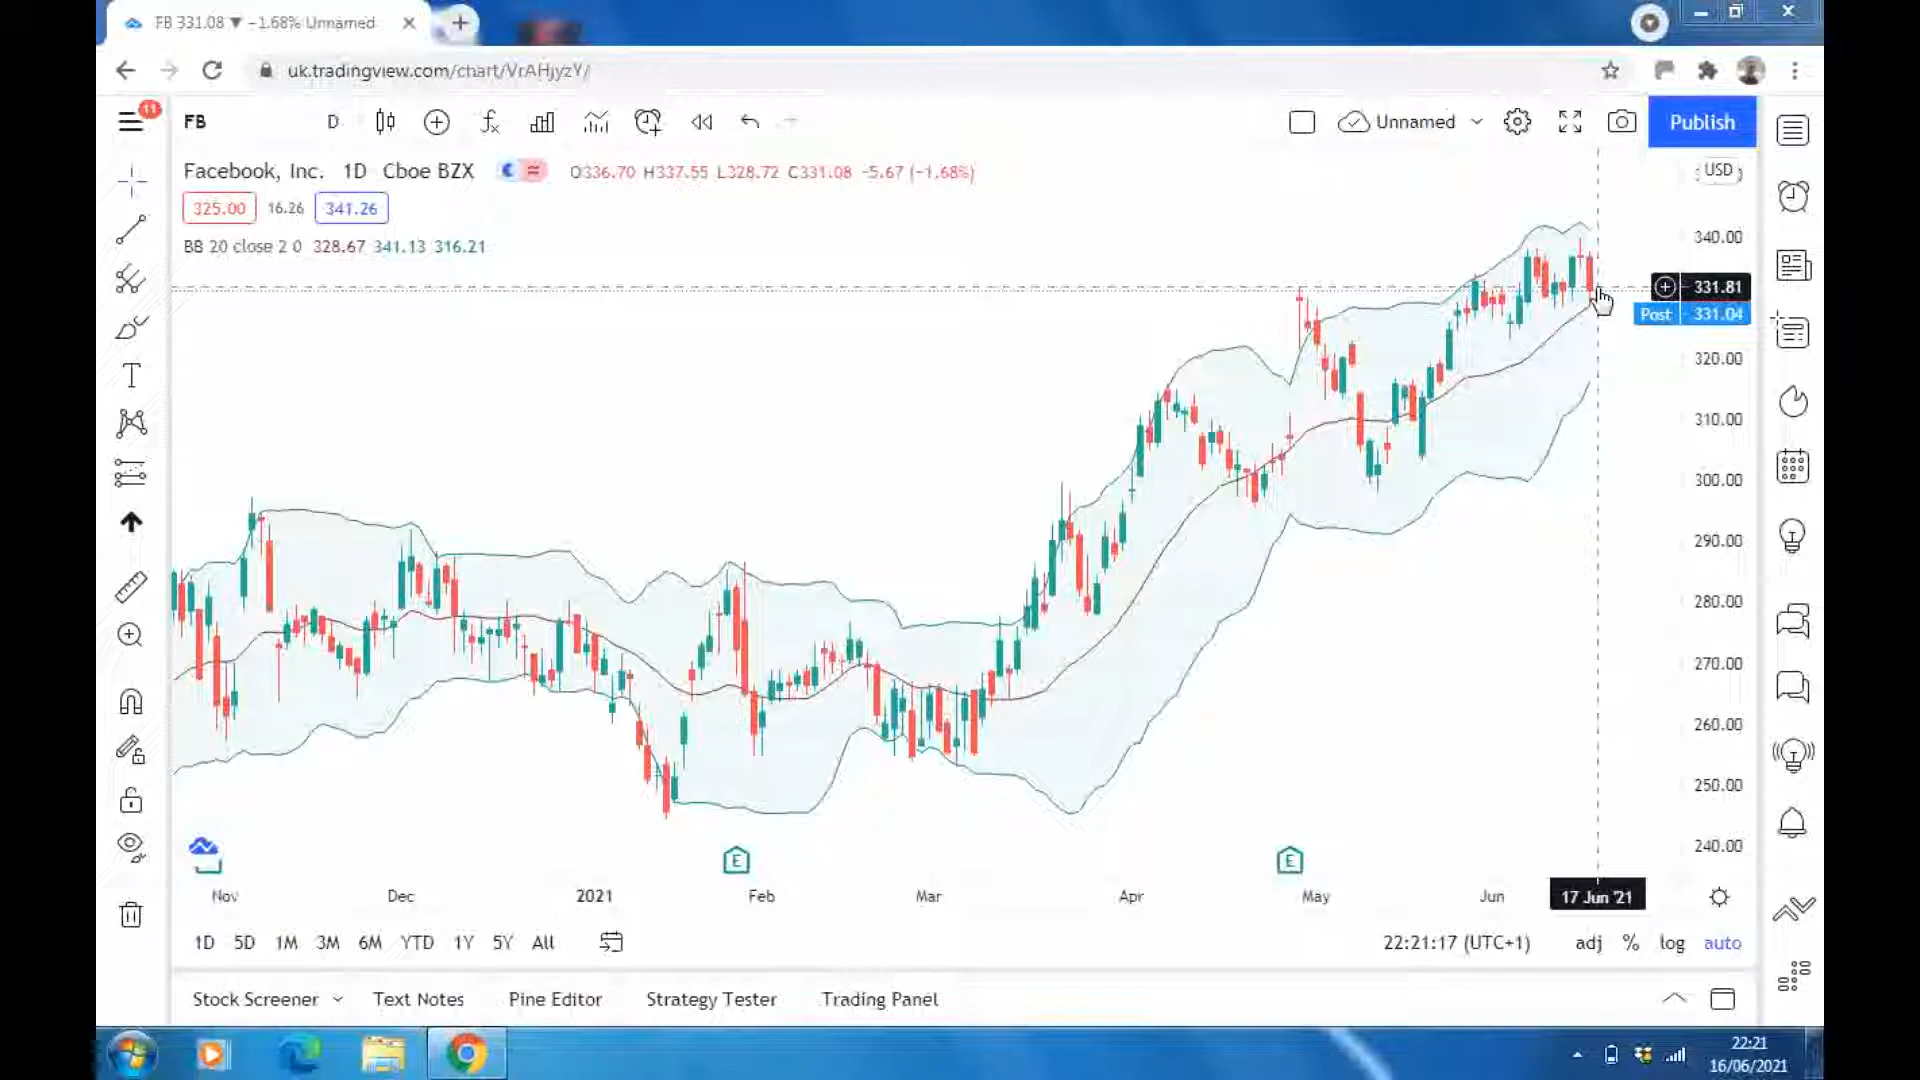 FB 331.08 ▼ −1.68% Unnamed
uk.tradingview.com/chart/VrAHjyzY/
11
FB D Unnamed Publish
Facebook, Inc. 1D Cboe BZX O336.70 H337.55 L328.72 C331.08 −5.67 (−1.68%)
USD
325.00 16.26 341.26
BB 20 close 2 0 328.67 341.13 316.21
340.00
331.81
Post 331.04
320.00
310.00
300.00
290.00
280.00
270.00
260.00
250.00
240.00
E E
Nov Dec 2021 Feb Mar Apr May Jun 17 Jun '21
1D 5D 1M 3M 6M YTD 1Y 5Y All 22:21:17 (UTC+1) adj % log auto
Stock Screener Text Notes Pine Editor Strategy Tester Trading Panel
22:21
16/06/2021